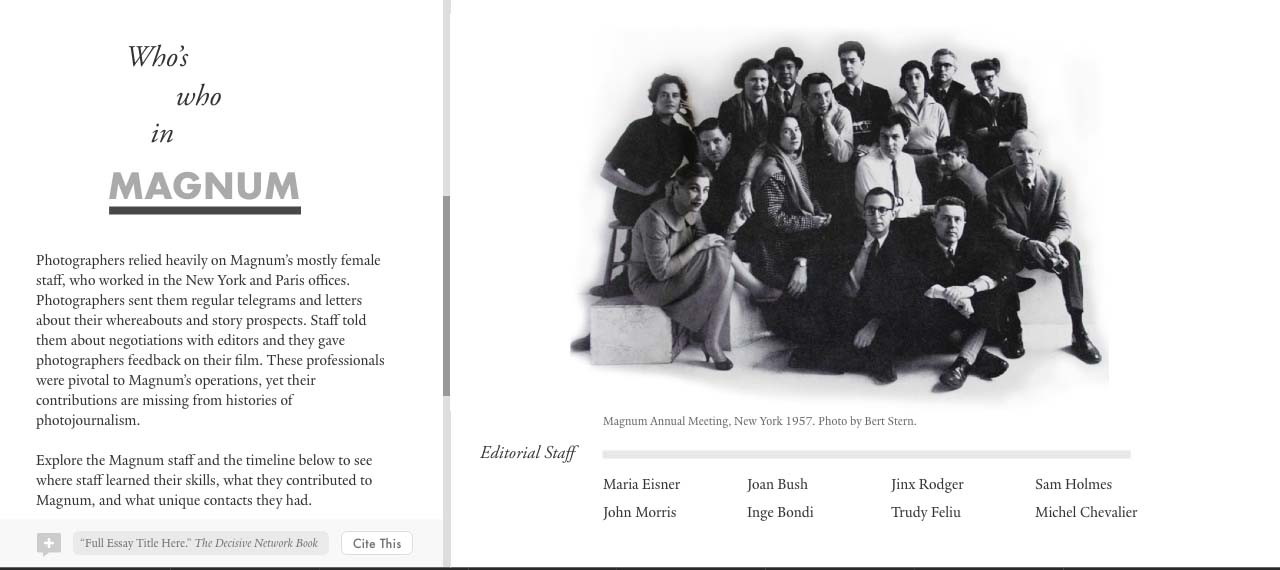 Who's
who
in
MAGNUM
Photographers relied heavily on Magnum's mostly female
staff, who worked in the New York and Paris offices.
Photographers sent them regular telegrams and letters
about their whereabouts and story prospects. Staff told
them about negotiations with editors and they gave
photographers feedback on their film. These professionals
were pivotal to Magnum's operations, yet their
contributions are missing from histories of
photojournalism.
Explore the Magnum staff and the timeline below to see
where staff learned their skills, what they contributed to
Magnum, and what unique contacts they had.
"Full Essay Title Here." The Decisive Network Book
Cite This
Magnum Annual Meeting, New York 1957. Photo by Bert Stern.
Editorial Staff
Maria Eisner Joan Bush Jinx Rodger Sam Holmes
John Morris Inge Bondi Trudy Feliu Michel Chevalier